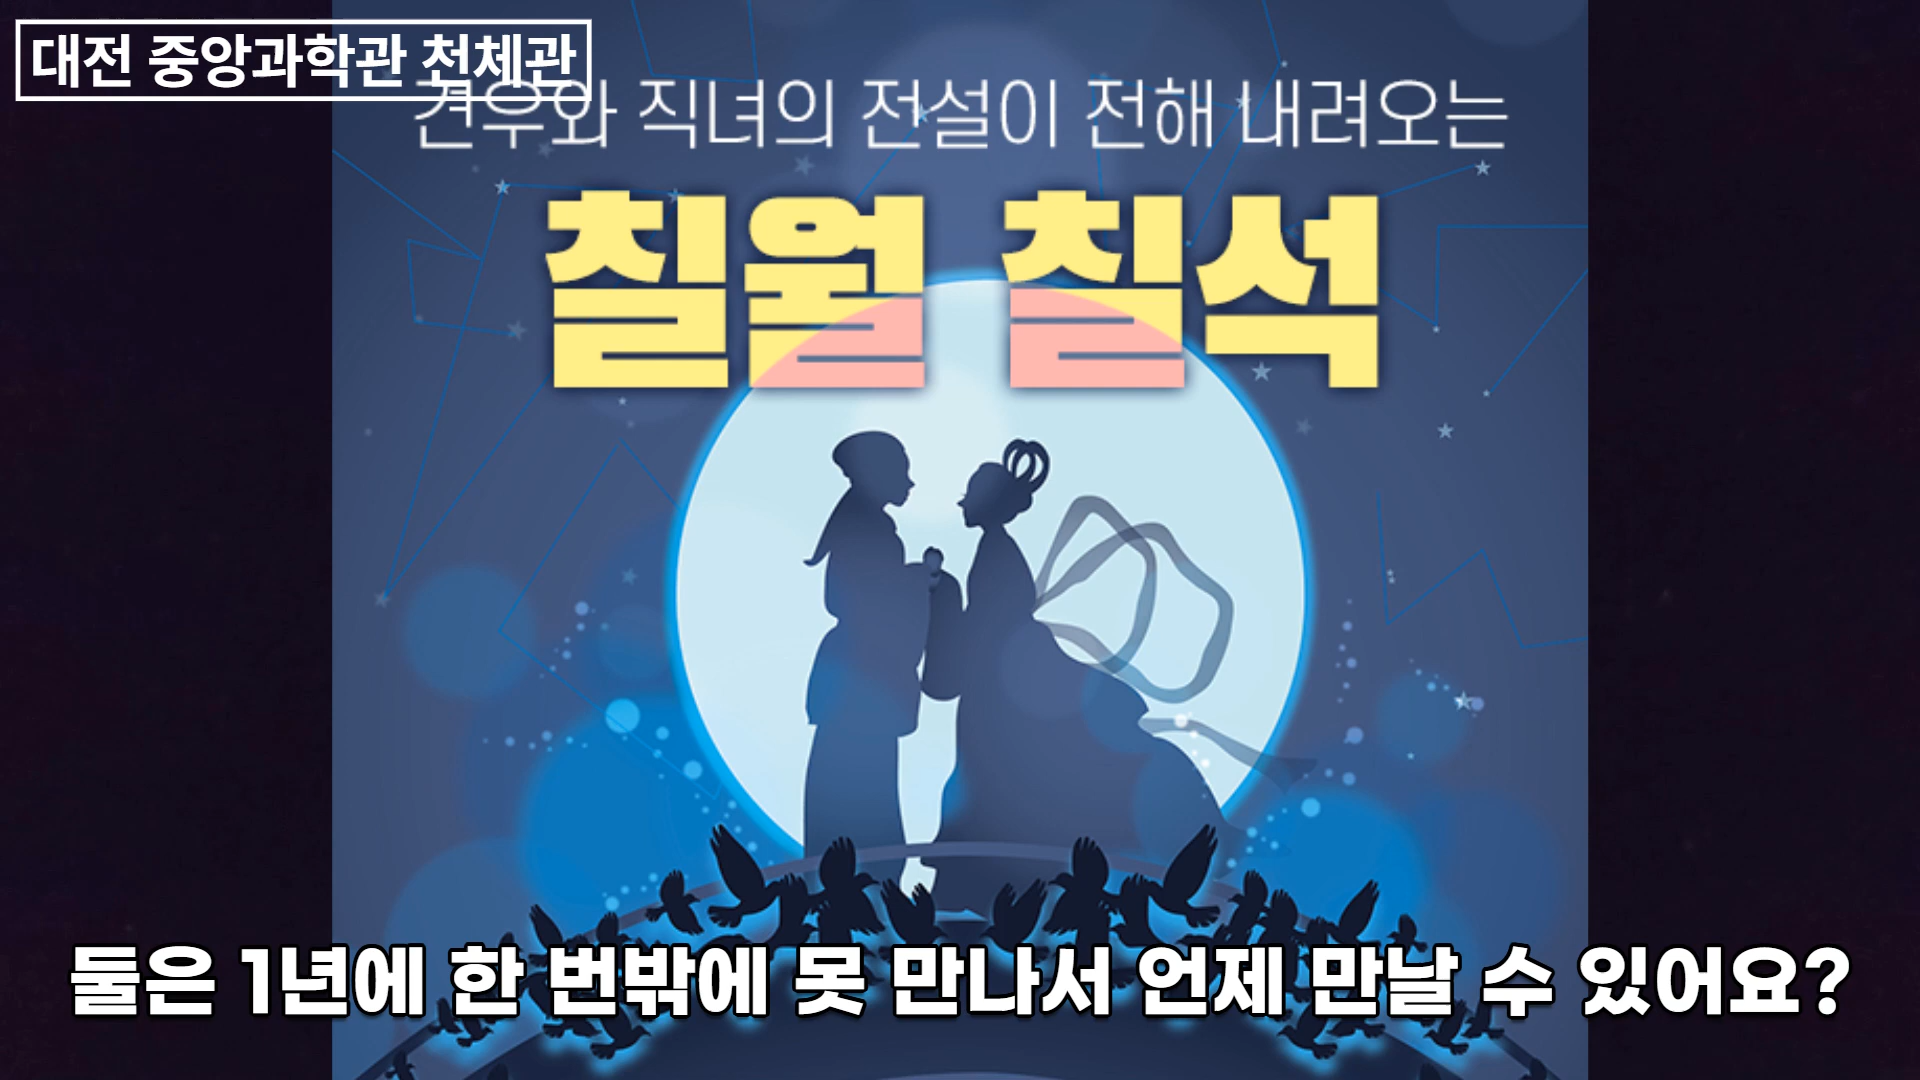 대전 중앙과학관 천체관
견우와 직녀의 전설이 전해 내려오는
칠월 칠석
둘은 1년에 한 번밖에 못 만나서 언제 만날 수 있어요?